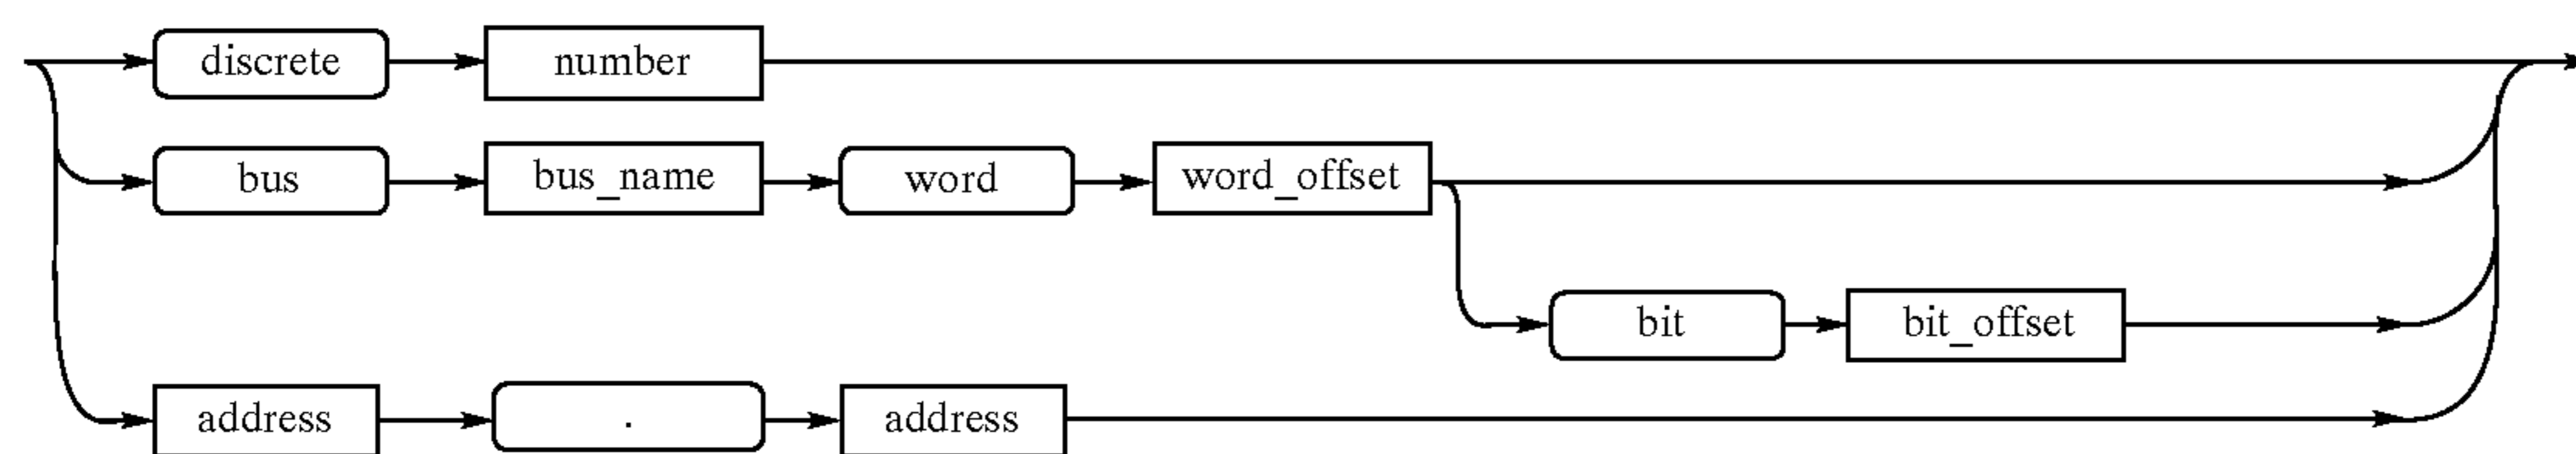 discrete number
bus bus_name word word_offset
bit bit_offset
address . address